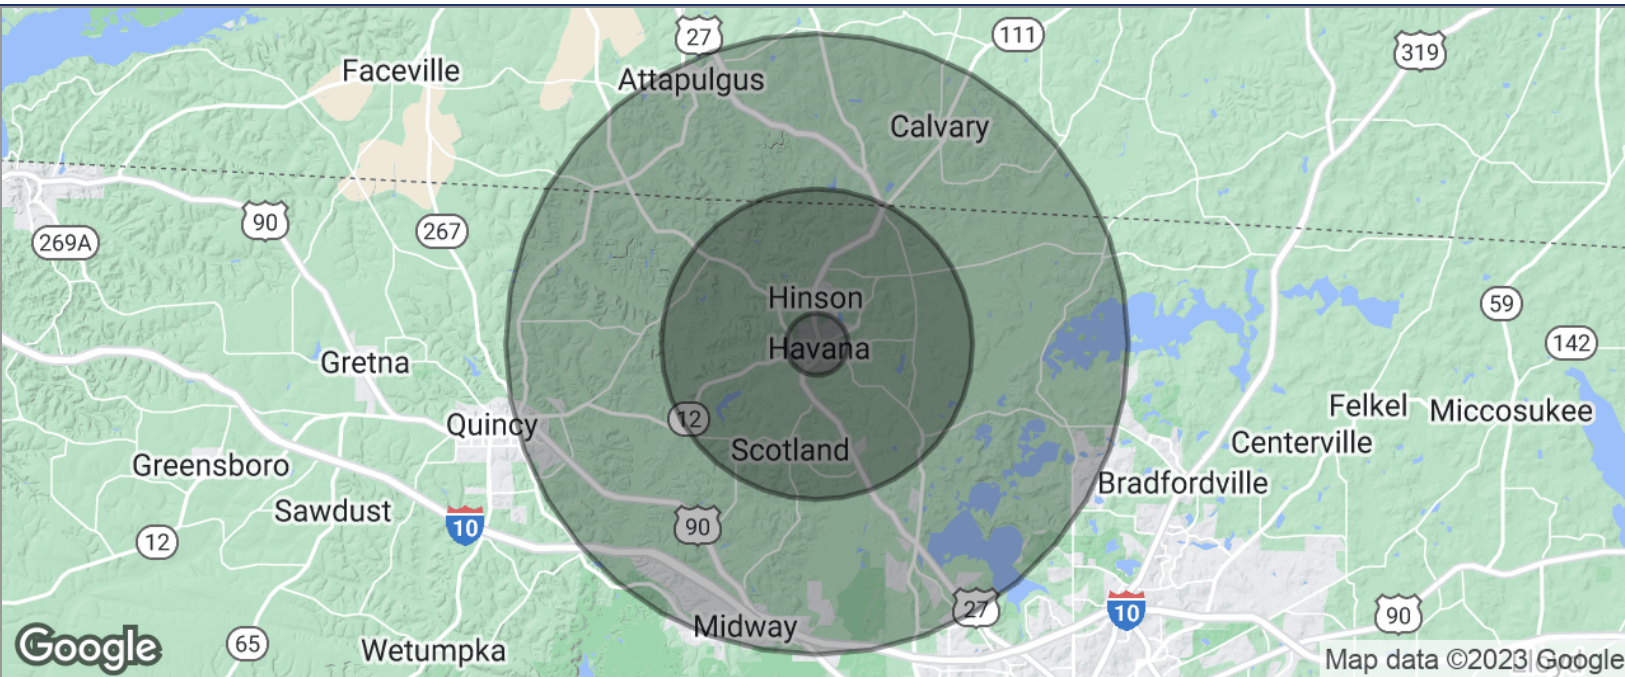 27
111
319
Faceville
Attapulgus
Calvary
90
267
269A
Hinson
59
Havana
142
Gretna
12
Felkel
Miccosukee
Quincy
Centerville
Scotland
Greensboro
Bradfordville
Sawdust
10
90
12
27
10
90
Midway
65
Wetumpka
Google
Map data ©2023 Google